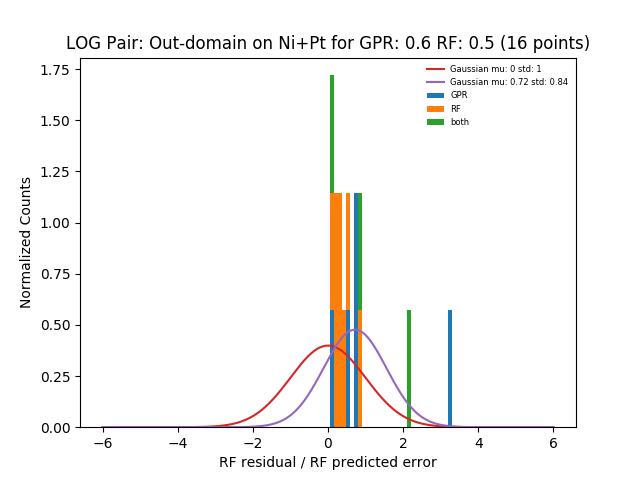 LOG Pair: Out-domain on Ni+Pt for GPR: 0.6 RF: 0.5 (16 points)
Normalized Counts
1.75
1.50
1.25
1.00
0.75
0.50
0.25
0.00
Gaussian mu: 0 std: 1
Gaussian mu: 0.72 std: 0.84
GPR
RF
both
−6 −4 −2 0 2 4 6
RF residual / RF predicted error